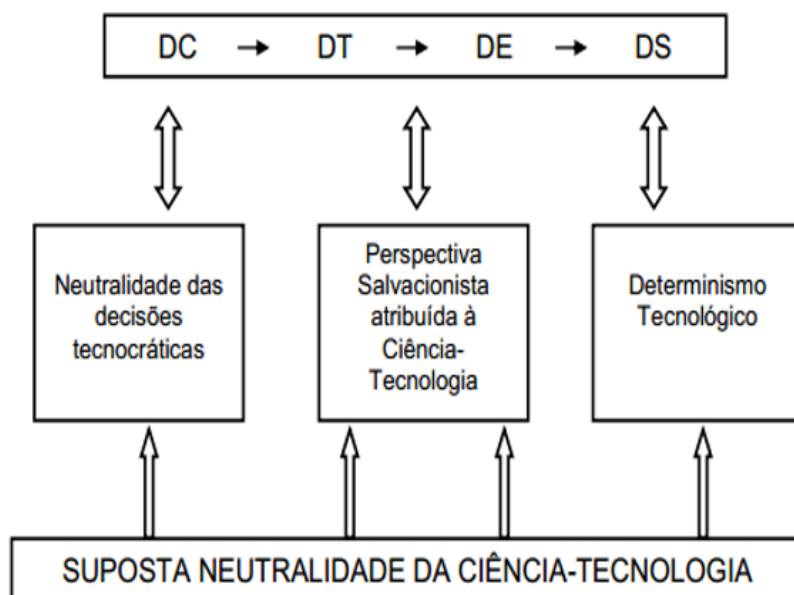 DC → DT → DE → DS
Neutralidade das
decisões
tecnocráticas
Perspectiva
Salvacionista
atribuída à
Ciência-
Tecnologia
Determinismo
Tecnológico
SUPOSTA NEUTRALIDADE DA CIÊNCIA-TECNOLOGIA